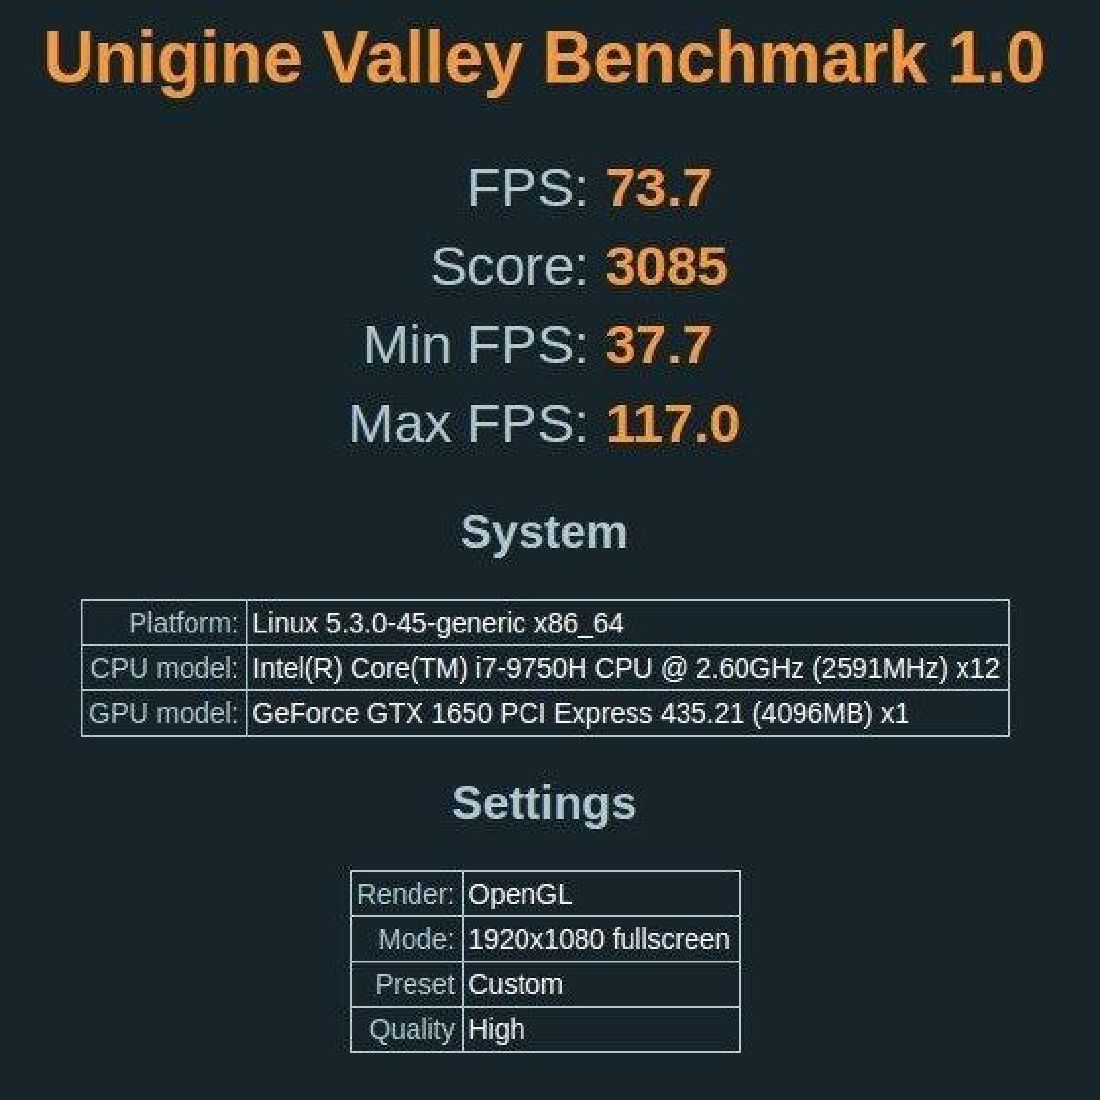 Unigine Valley Benchmark 1.0
FPS: 73.7
Score: 3085
Min FPS: 37.7
Max FPS: 117.0
System
Platform: Linux 5.3.0-45-generic x86_64
CPU model: Intel(R) Core(TM) i7-9750H CPU @ 2.60GHz (2591MHz) x12
GPU model: GeForce GTX 1650 PCI Express 435.21 (4096MB) x1
Settings
Render: OpenGL
Mode: 1920x1080 fullscreen
Preset Custom
Quality High